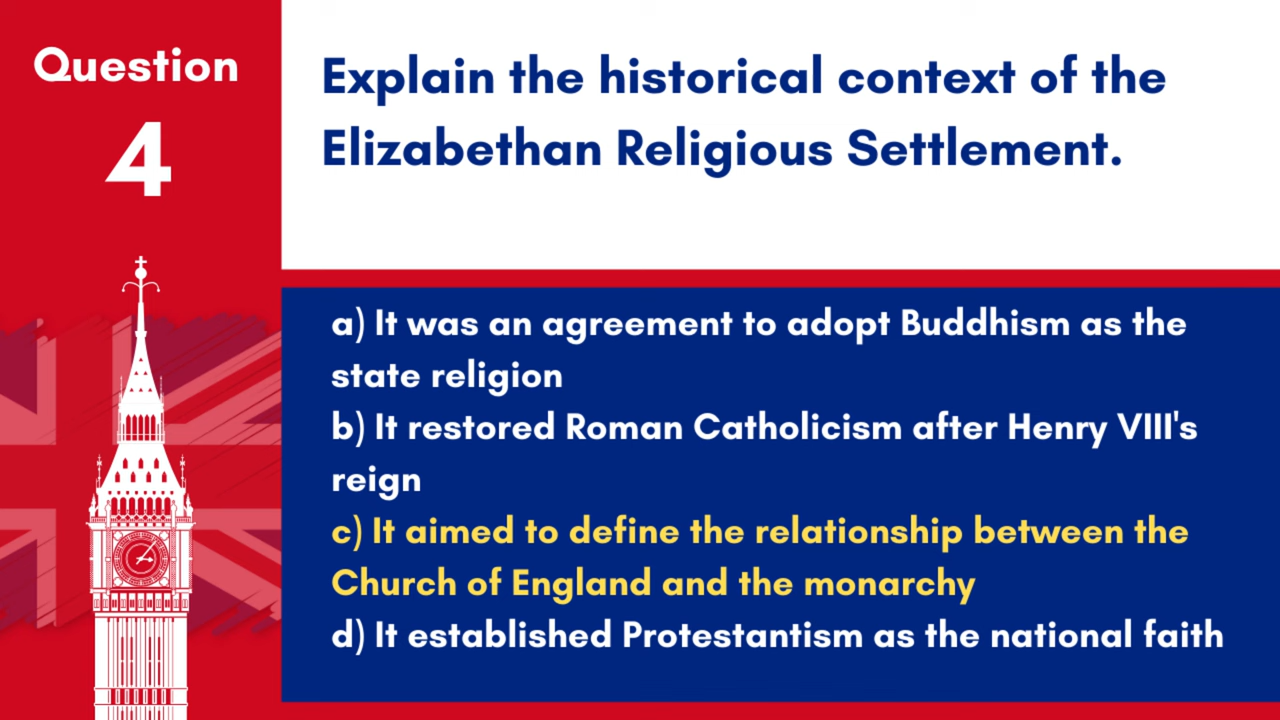 Question
4
Explain the historical context of the
Elizabethan Religious Settlement.
a) It was an agreement to adopt Buddhism as the
state religion
b) It restored Roman Catholicism after Henry VIII's
reign
c) It aimed to define the relationship between the
Church of England and the monarchy
d) It established Protestantism as the national faith